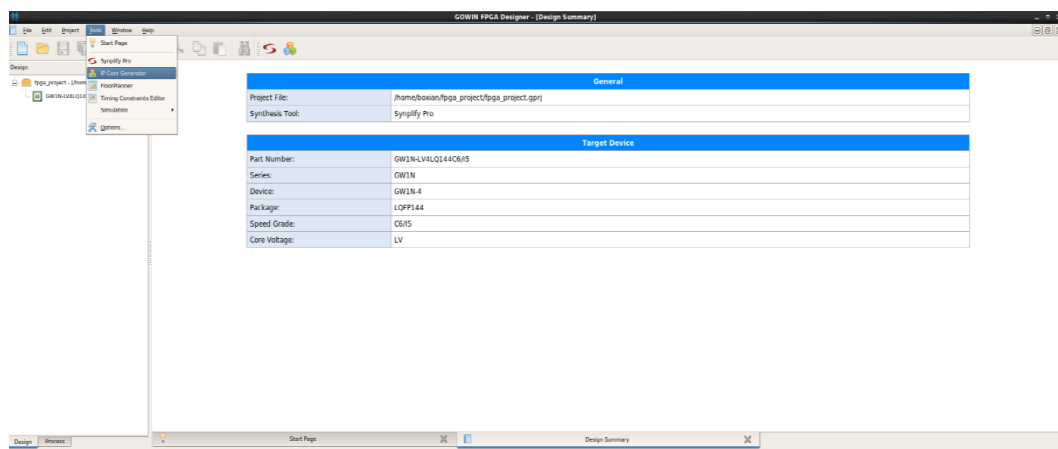 GOWIN FPGA Designer - [Design Summary]
File Edit Project Tools Window Help
Start Page
Synplify Pro
IP Core Generator
FloorPlanner
Timing Constraints Editor
Simulation
Options...
Design
fpga_project - [/hom
GW1N-LV4LQ14
General
Project File: /home/boxian/fpga_project/fpga_project.gprj
Synthesis Tool: Synplify Pro
Target Device
Part Number: GW1N-LV4LQ144C6/I5
Series: GW1N
Device: GW1N-4
Package: LQFP144
Speed Grade: C6/I5
Core Voltage: LV
Design Process
Start Page
Design Summary